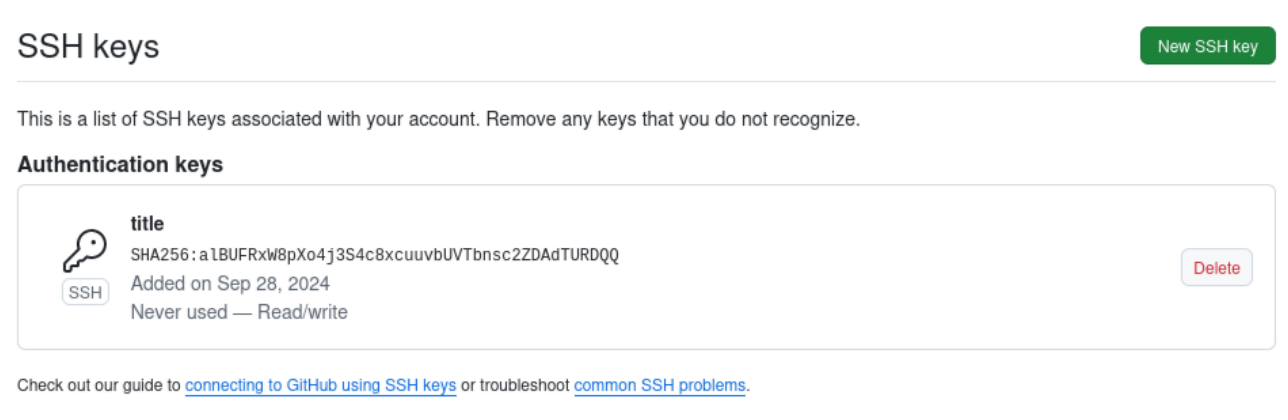 SSH keys
New SSH key
This is a list of SSH keys associated with your account. Remove any keys that you do not recognize.
Authentication keys
title
SHA256:alBUFRxW8pXo4j3S4c8xcuuvbUVTbnsc2ZDAdTURDQQ
Added on Sep 28, 2024
Never used — Read/write
SSH
Delete
Check out our guide to connecting to GitHub using SSH keys or troubleshoot common SSH problems.